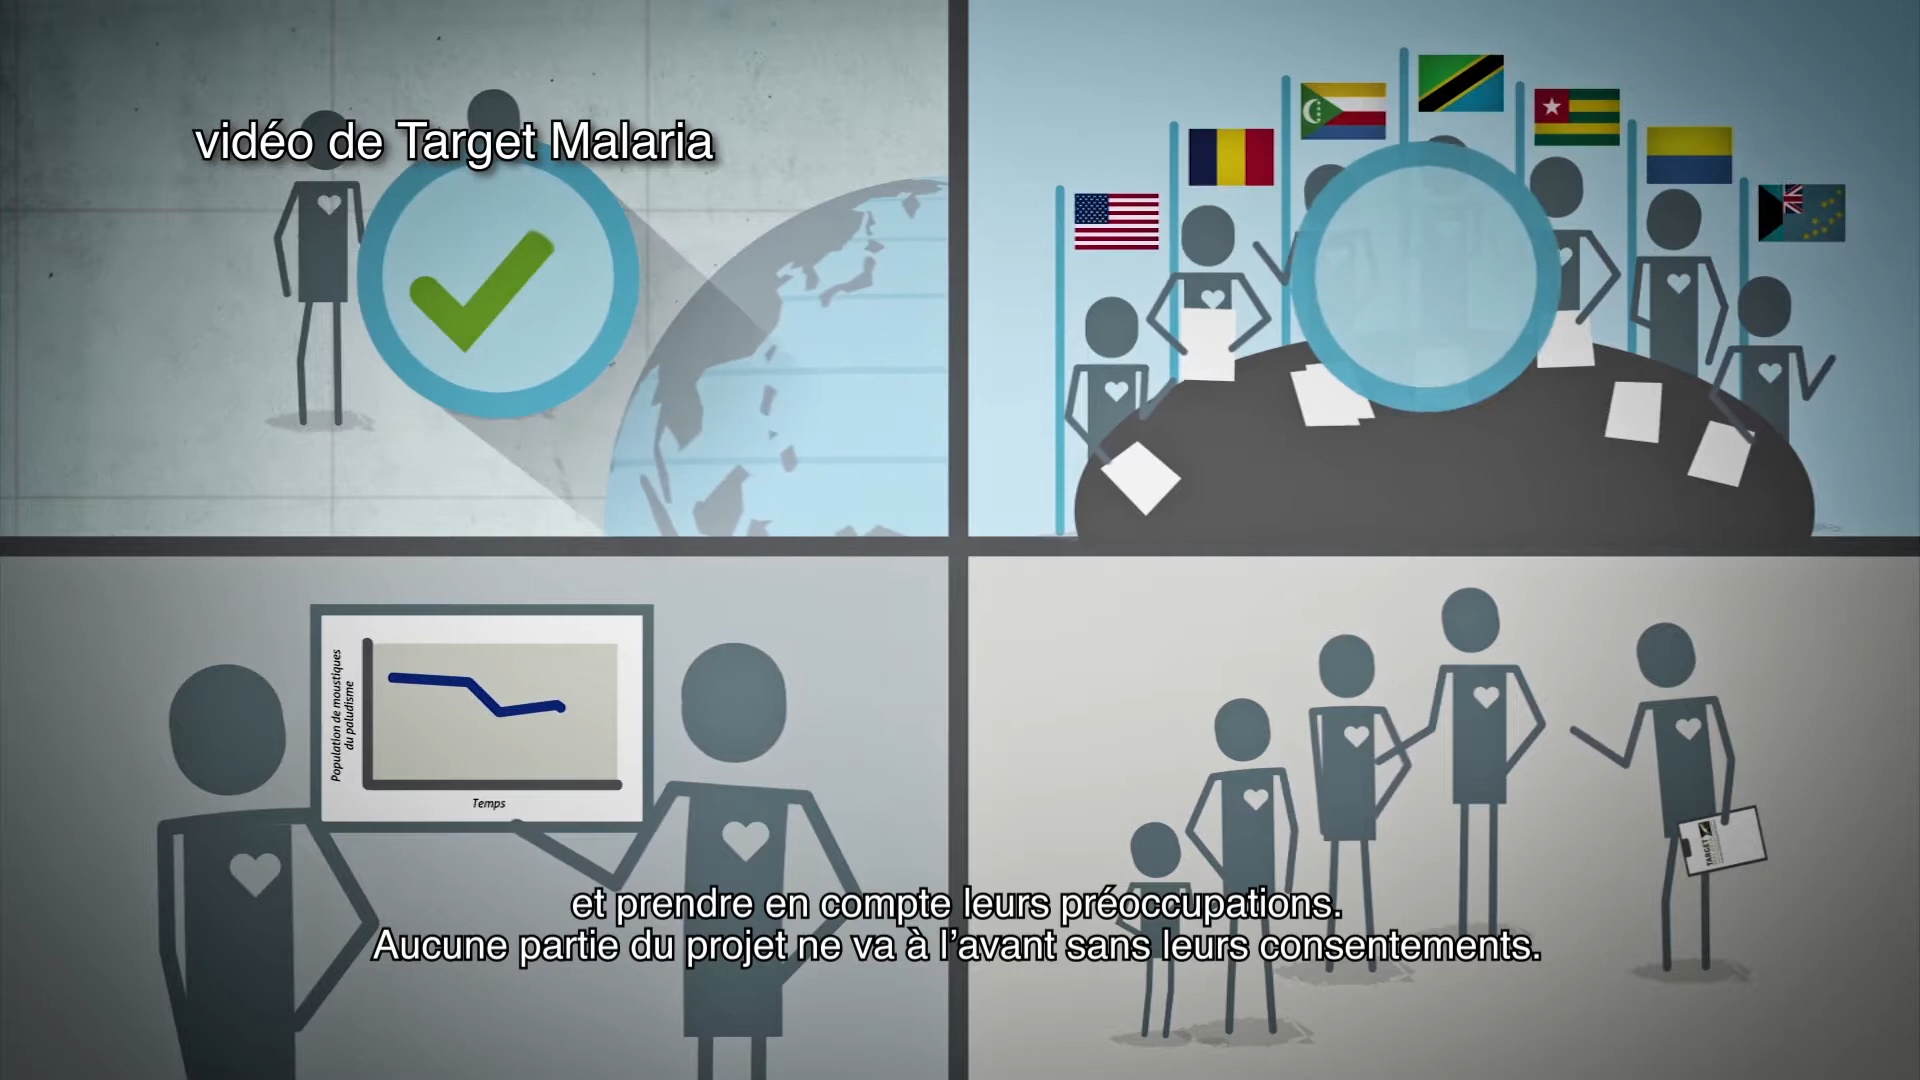 vidéo de Target Malaria
Population de moustiques
du paludisme
Temps
TARGET
et prendre en compte leurs préoccupations.
Aucune partie du projet ne va à l'avant sans leurs consentements.